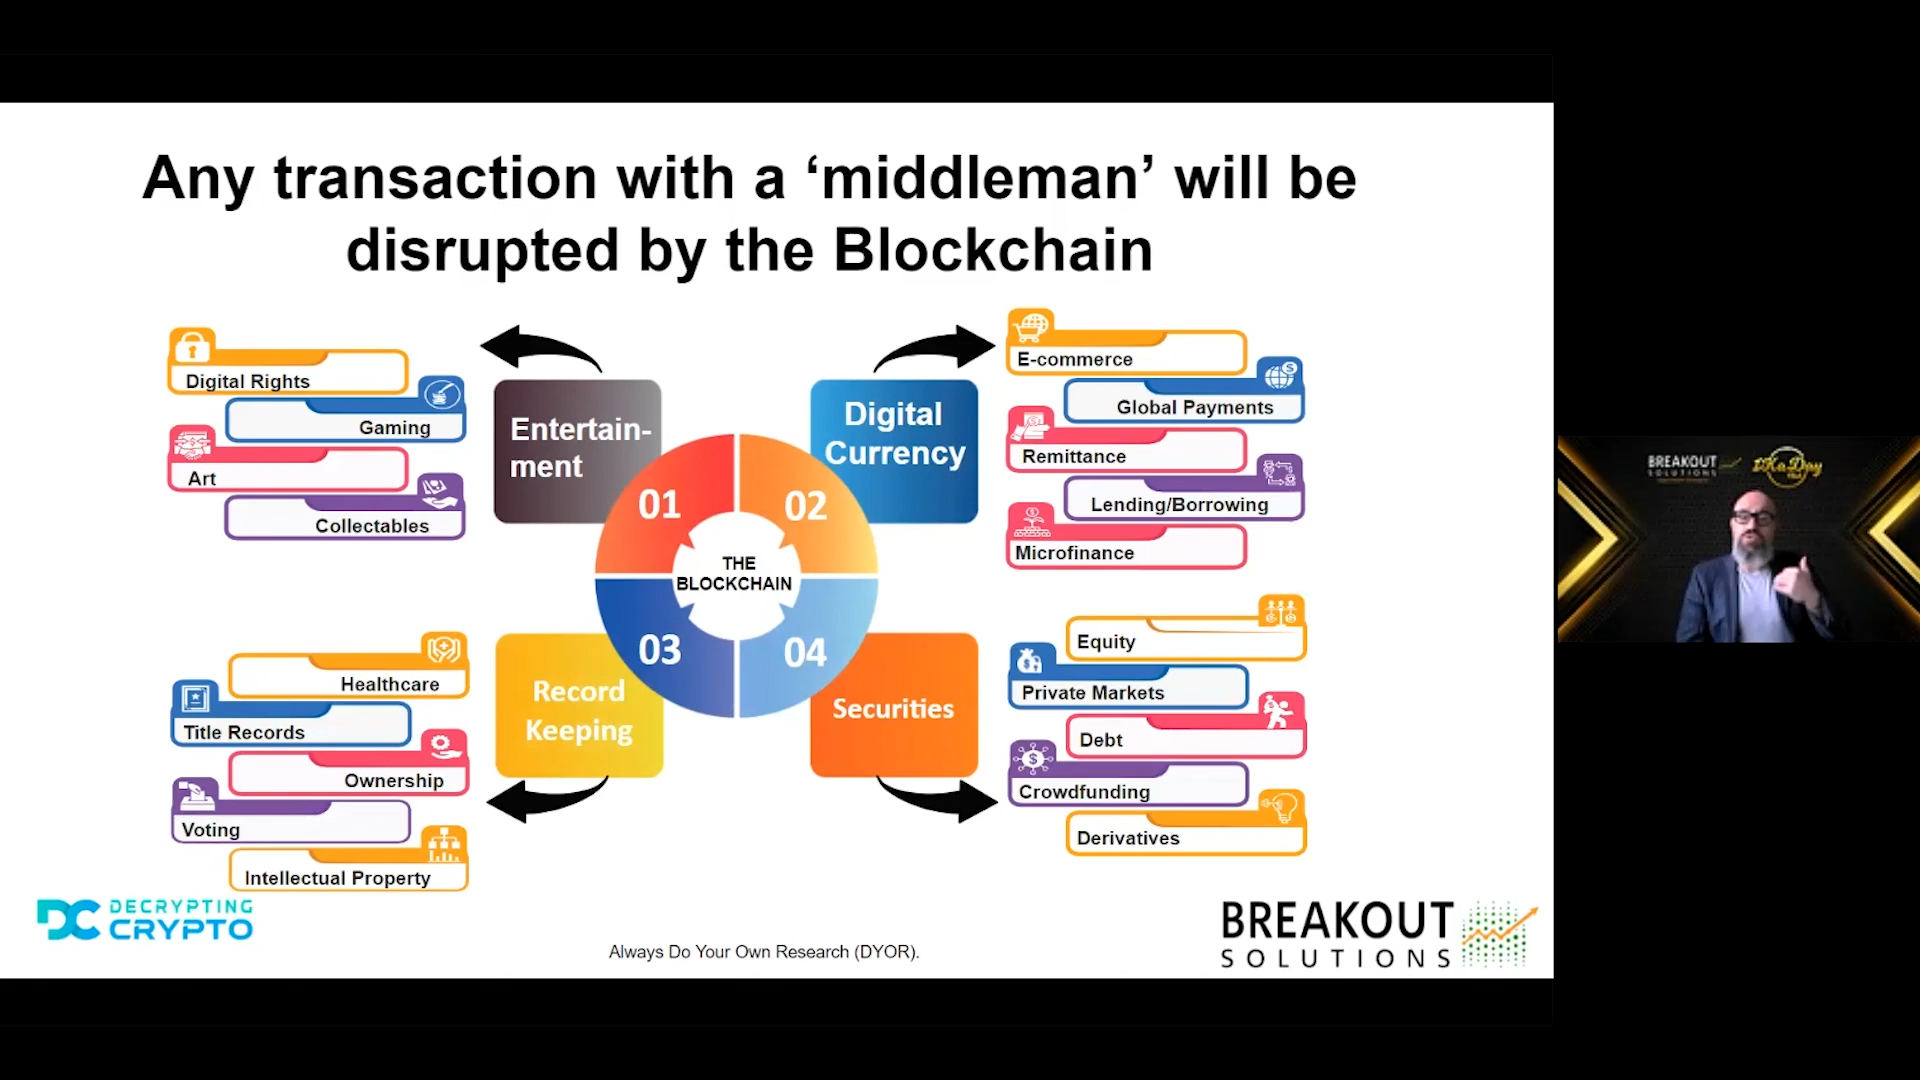 Any transaction with a ‘middleman’ will be
disrupted by the Blockchain
Digital Rights
Gaming
Art
Collectables
Entertain-
ment
Digital
Currency
E-commerce
Global Payments
Remittance
Lending/Borrowing
Microfinance
01
02
THE
BLOCKCHAIN
03
04
Healthcare
Title Records
Ownership
Voting
Intellectual Property
Record
Keeping
Securities
Equity
Private Markets
Debt
Crowdfunding
Derivatives
DC DECRYPTING
CRYPTO
Always Do Your Own Research (DYOR).
BREAKOUT
SOLUTIONS
BREAKOUT
SOLUTIONS
1K a Day